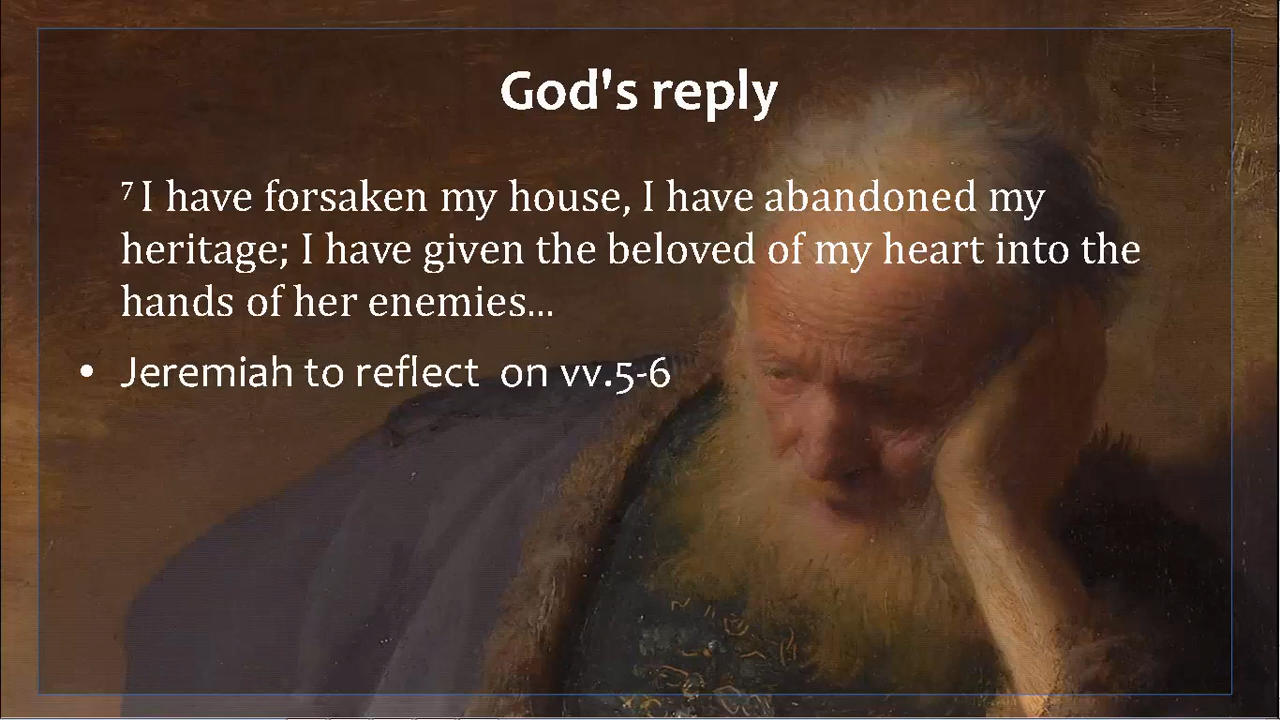 God's reply
7 I have forsaken my house, I have abandoned my
heritage; I have given the beloved of my heart into the
hands of her enemies...
• Jeremiah to reflect  on vv.5-6